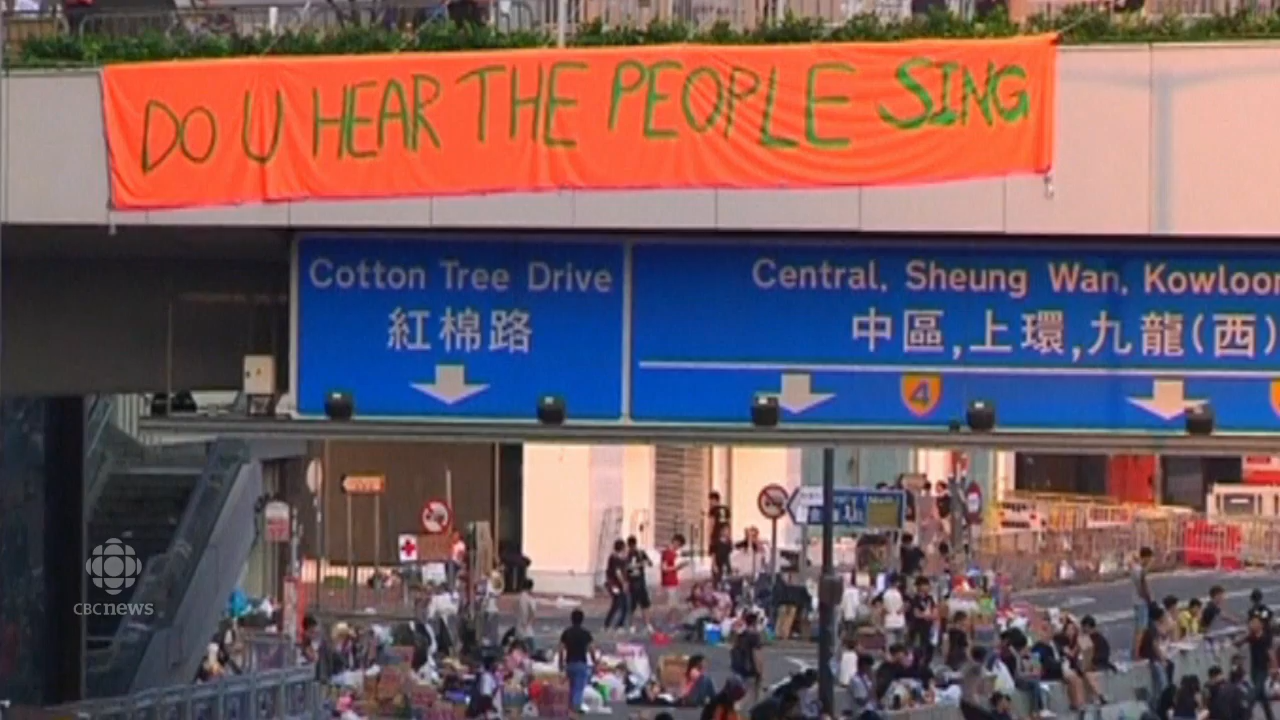 DO U HEAR THE PEOPLE SING
Cotton Tree Drive
紅棉路
Central, Sheung Wan, Kowloon
中區,上環,九龍(西)
4
CBCNEWS